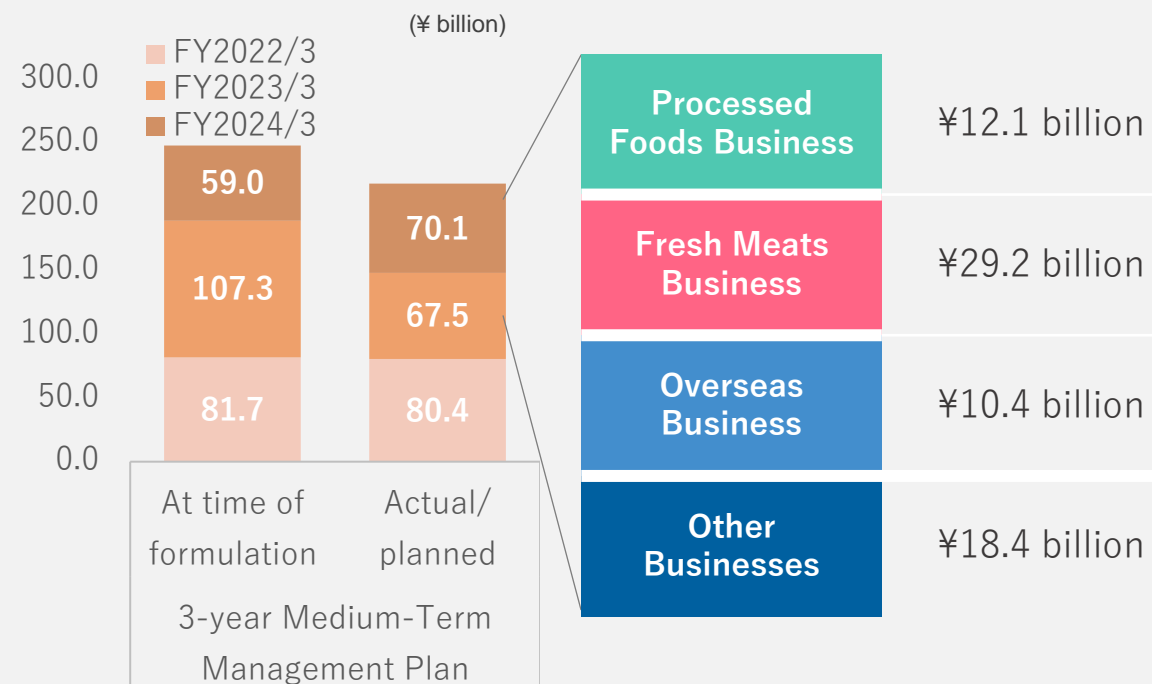 (¥ billion)
FY2022/3
FY2023/3
FY2024/3
300.0
250.0
200.0
150.0
100.0
50.0
0.0
59.0
107.3
81.7
70.1
67.5
80.4
At time of
formulation
Actual/
planned
3-year Medium-Term
Management Plan
Processed
Foods Business
¥12.1 billion
Fresh Meats
Business
¥29.2 billion
Overseas
Business
¥10.4 billion
Other
Businesses
¥18.4 billion